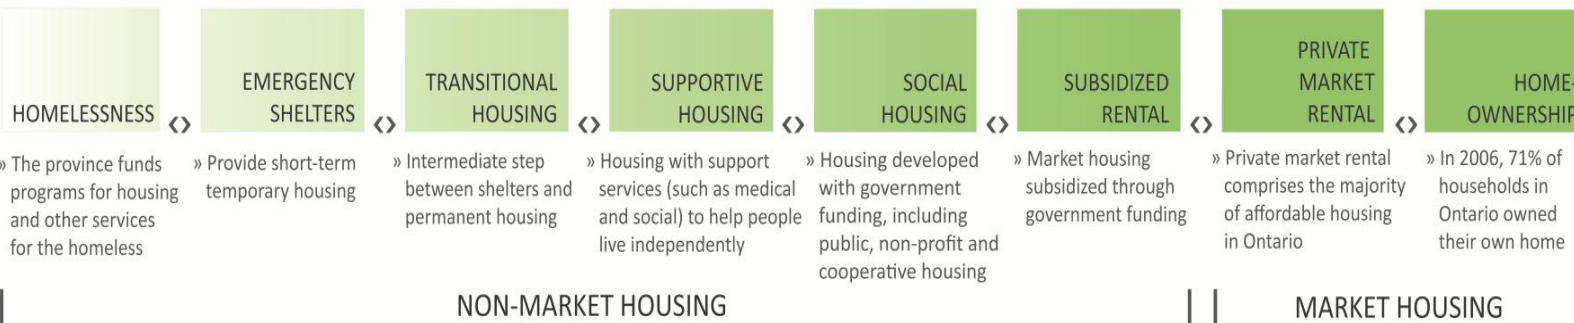 HOMELESSNESS
EMERGENCY
SHELTERS
TRANSITIONAL
HOUSING
SUPPORTIVE
HOUSING
SOCIAL
HOUSING
SUBSIDIZED
RENTAL
PRIVATE
MARKET
RENTAL
HOME-
OWNERSHIP
» The province funds
programs for housing
and other services
for the homeless
» Provide short-term
temporary housing
» Intermediate step
between shelters and
permanent housing
» Housing with support
services (such as medical
and social) to help people
live independently
» Housing developed
with government
funding, including
public, non-profit and
cooperative housing
» Market housing
subsidized through
government funding
» Private market rental
comprises the majority
of affordable housing
in Ontario
» In 2006, 71% of
households in
Ontario owned
their own home
NON-MARKET HOUSING
MARKET HOUSING